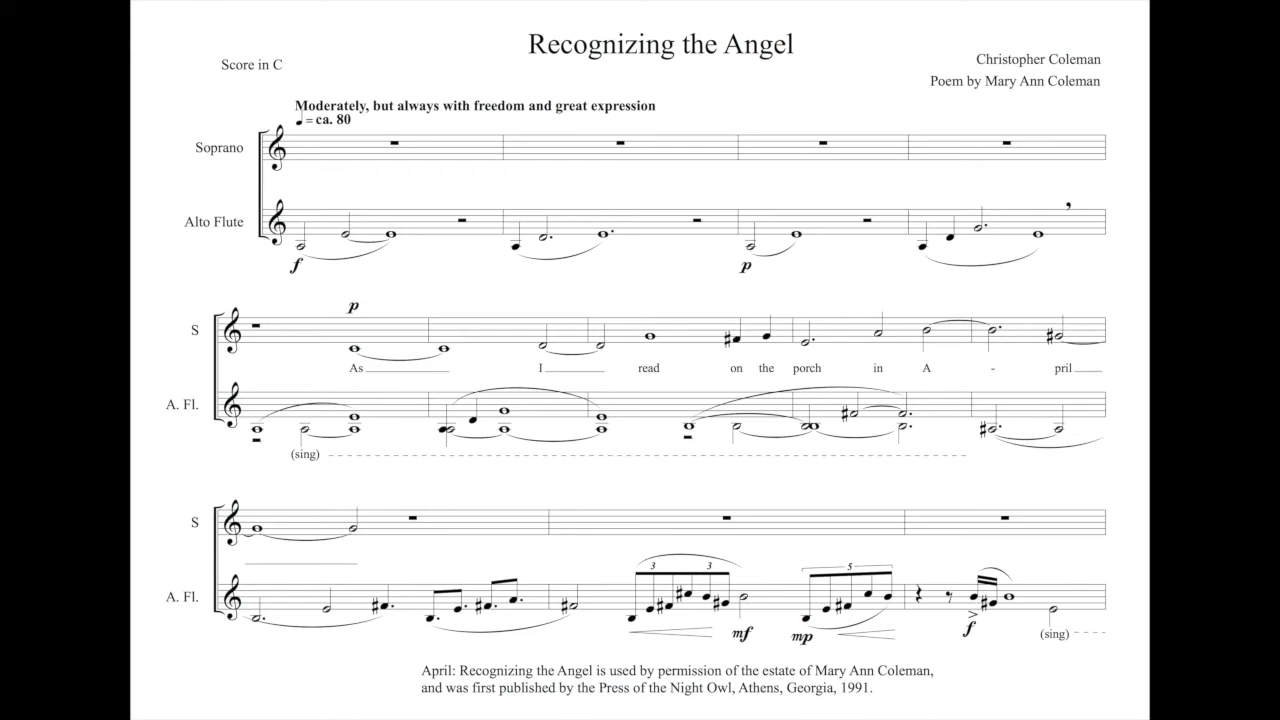 Recognizing the Angel
Score in C
Christopher Coleman
Poem by Mary Ann Coleman
Moderately, but always with freedom and great expression
♩ = ca. 80
Soprano
Alto Flute
f
p
p
S
As I read on the porch in A - pril
A. Fl.
(sing)
S
3 3 5
A. Fl.
mf mp f
(sing)
April: Recognizing the Angel is used by permission of the estate of Mary Ann Coleman,
and was first published by the Press of the Night Owl, Athens, Georgia, 1991.